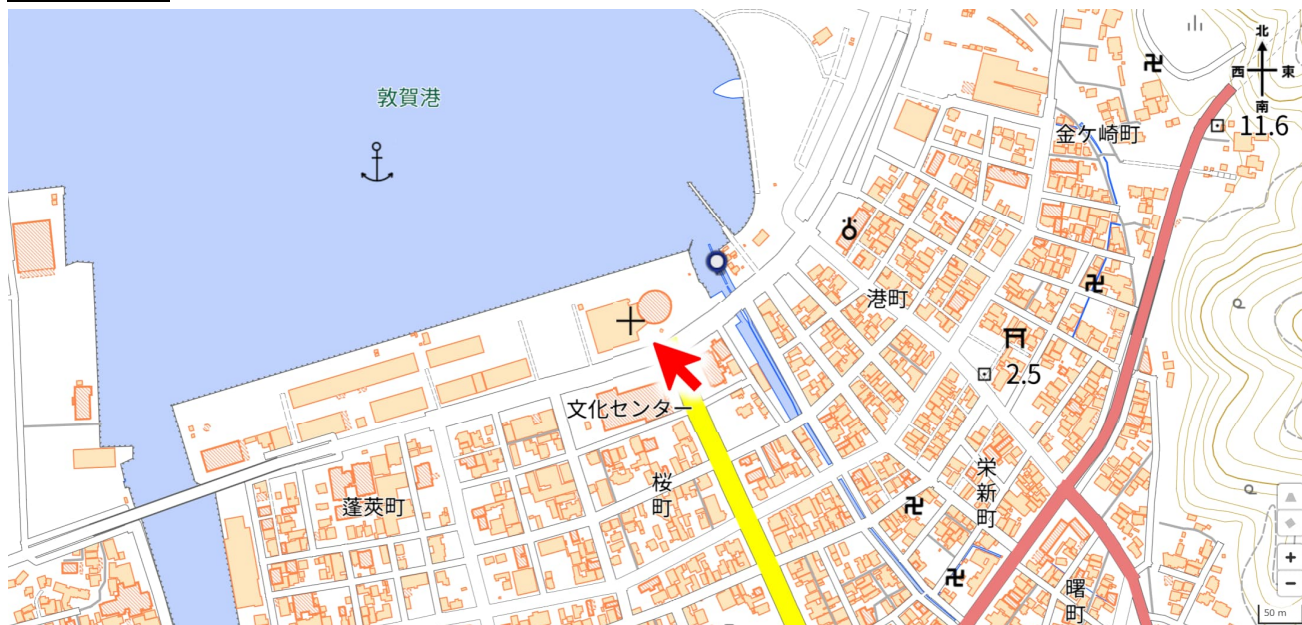 北
西 東
南
敦賀港
11.6
金ケ崎町
港町
2.5
文化センター
栄新町
桜町
蓬莱町
曙町
+
−
50 m